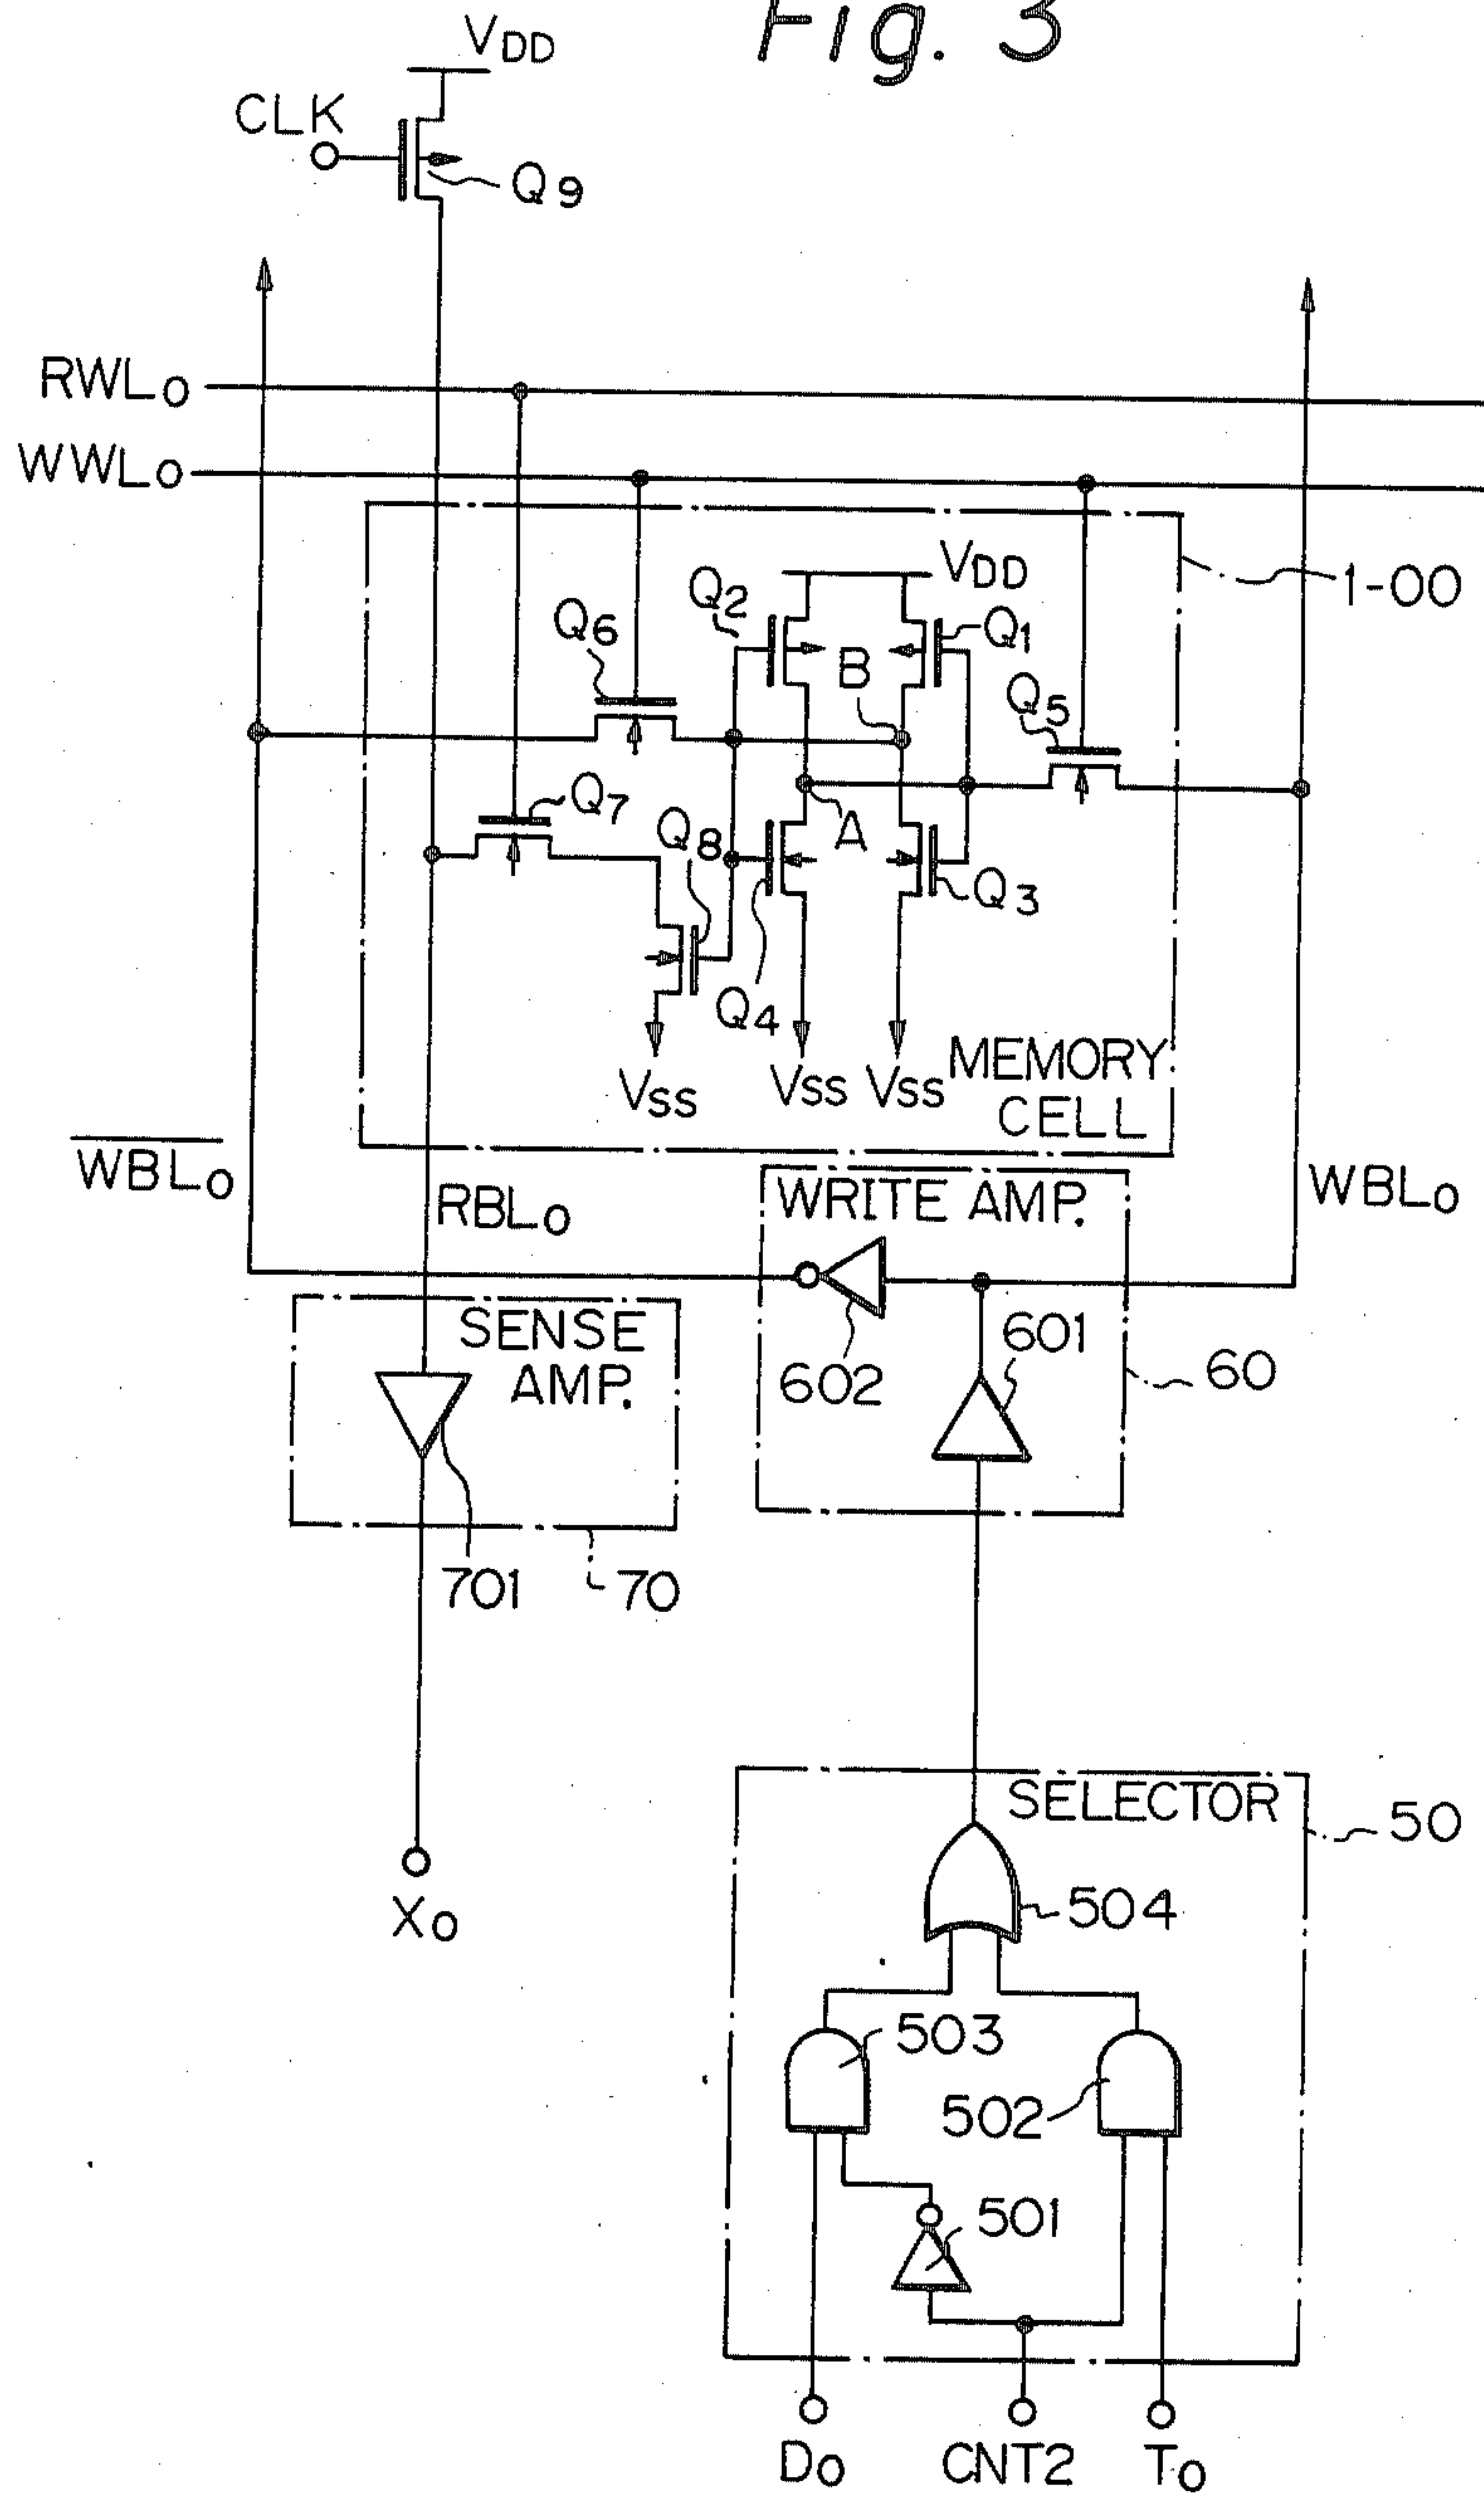 Fig. 3
VDD
CLK
Q9
RWL0
WWL0
VDD
1-00
Q2
Q1
Q6
B
Q5
Q7
A
Q8
Q3
Q4
MEMORY
CELL
VSS
VSS
VSS
WBL0
WBL0
RBL0
WRITE AMP.
SENSE
AMP.
601
602
60
701
70
SELECTOR
50
X0
504
503
502
501
D0
CNT2
T0